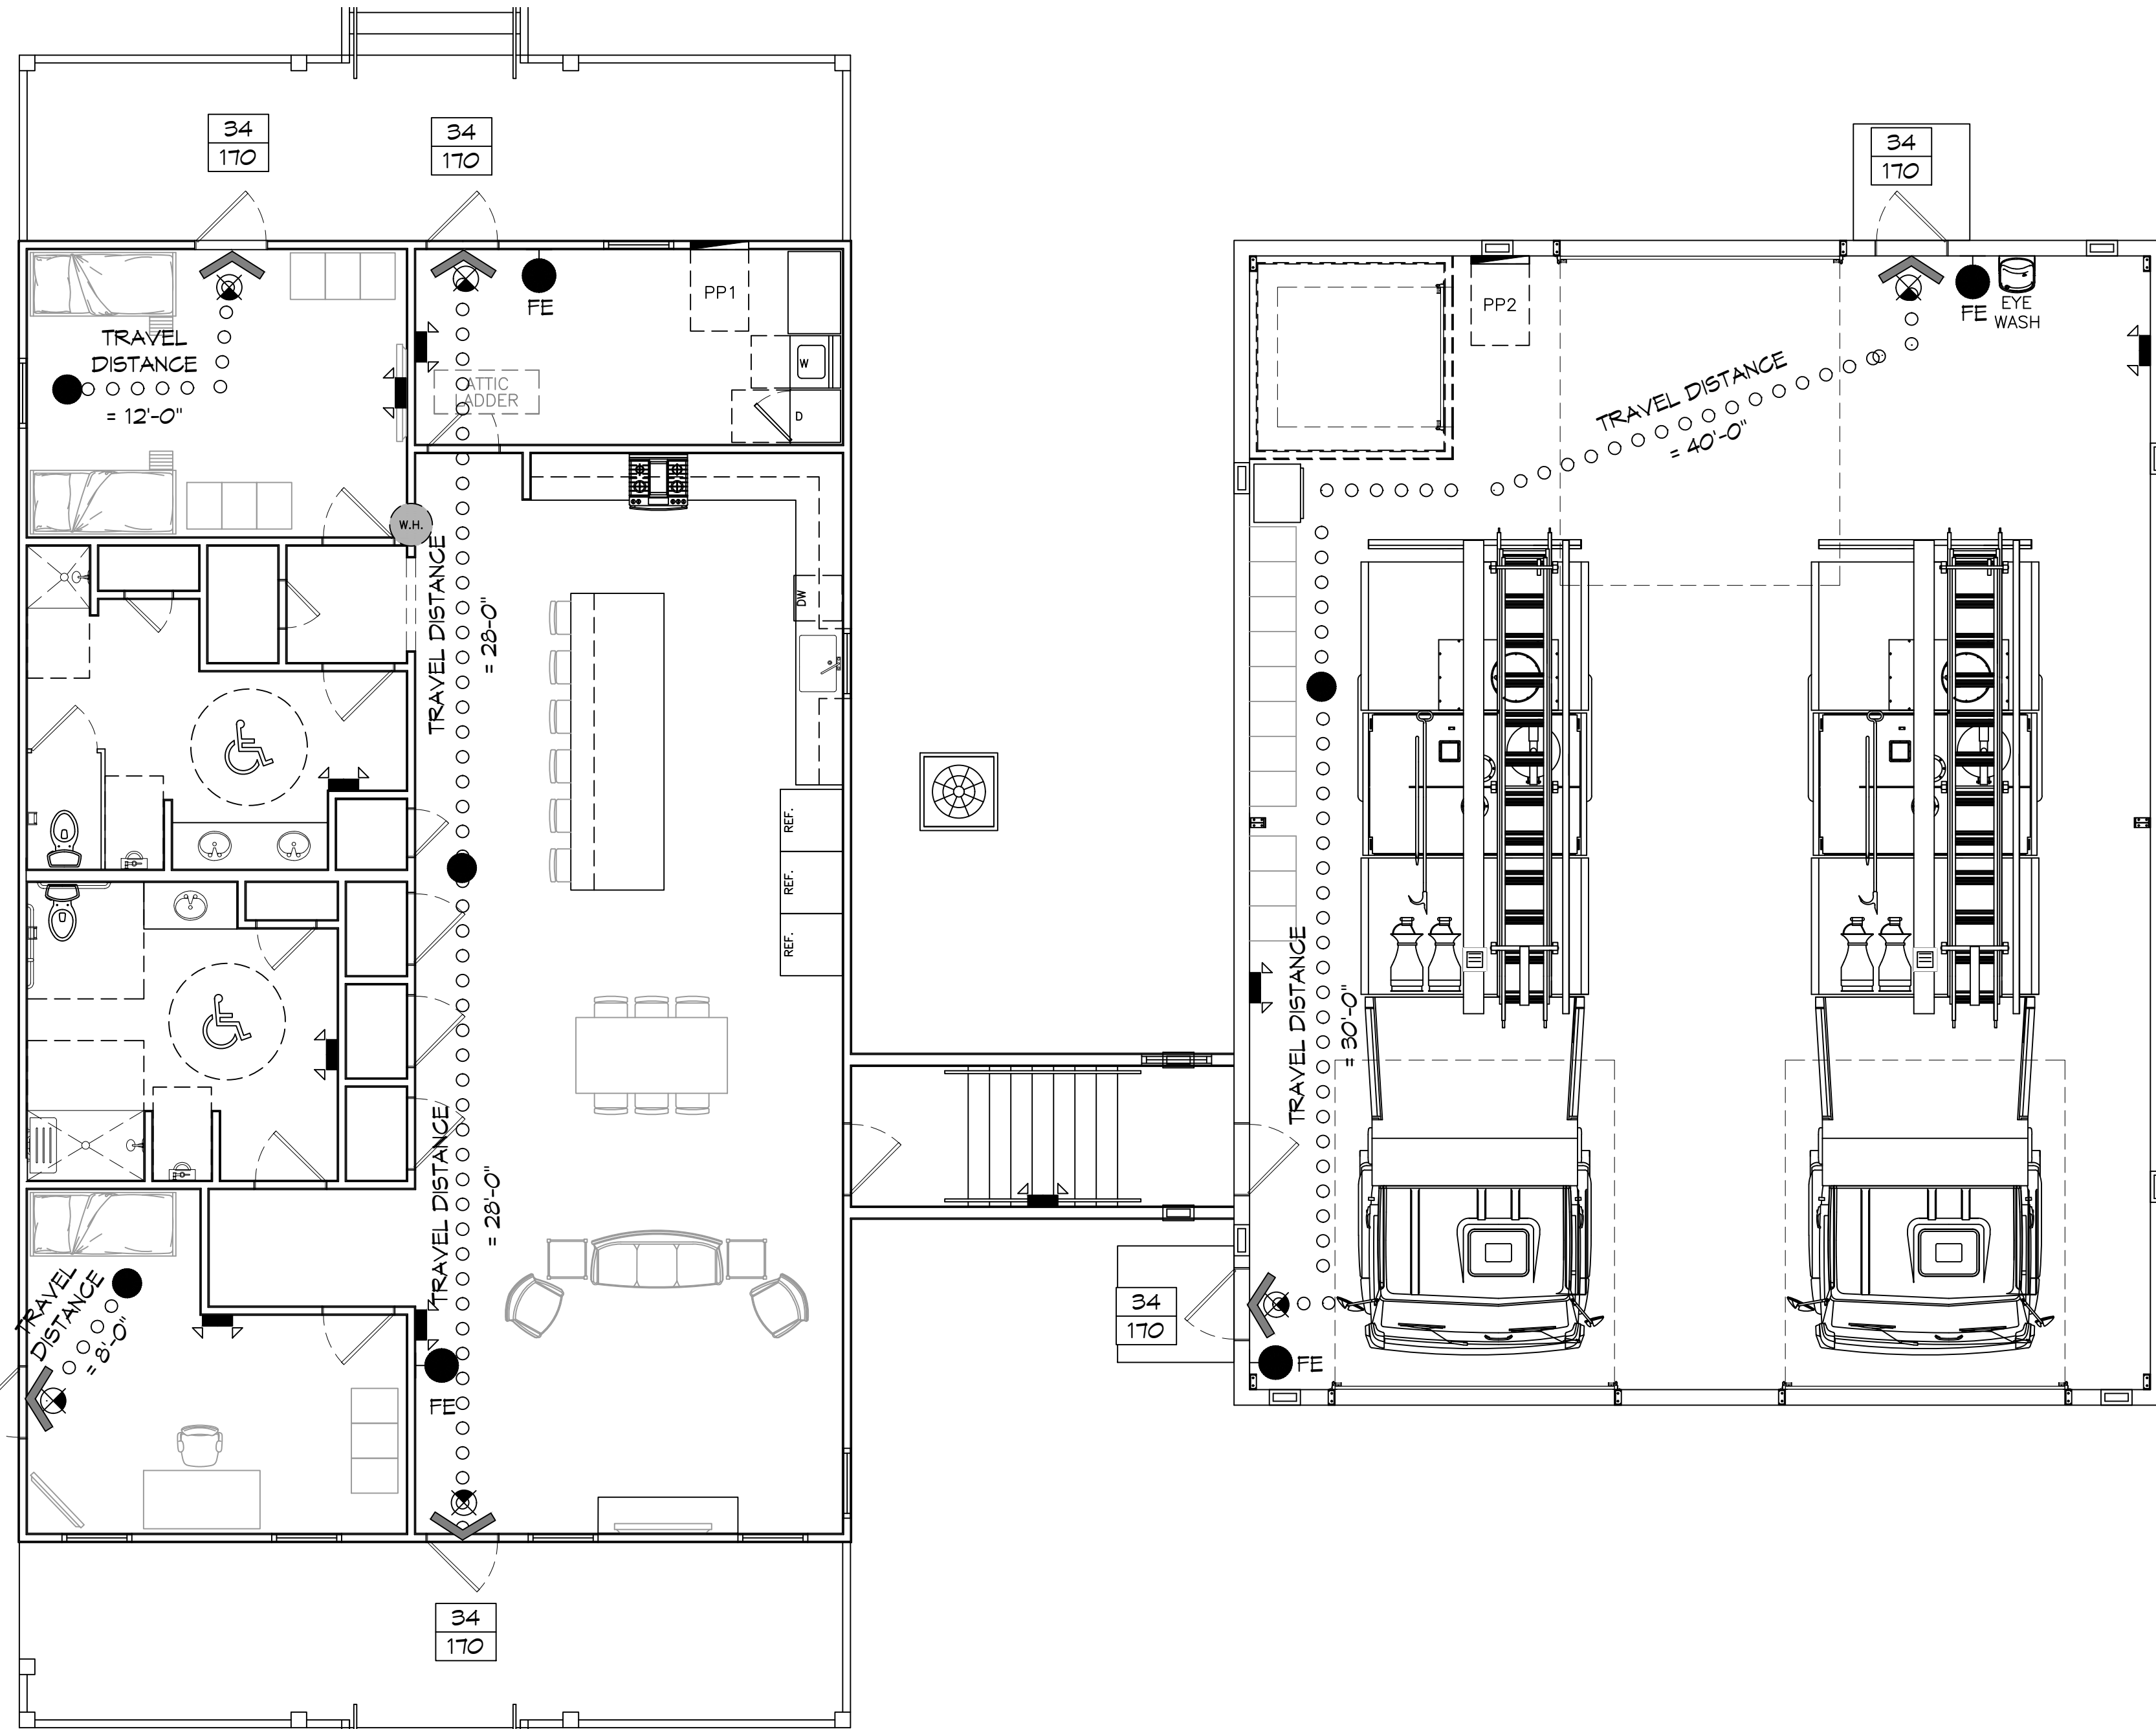 34
170
34
170
34
170
TRAVEL
DISTANCE
= 12'-0"
FE
PP1
W
D
ATTIC
LADDER
PP2
FE
EYE
WASH
TRAVEL DISTANCE
= 40'-0"
W.H.
TRAVEL DISTANCE
= 28'-0"
DW
REF.
REF.
REF.
TRAVEL DISTANCE
= 30'-0"
TRAVEL DISTANCE
= 28'-0"
TRAVEL
DISTANCE
= 8'-0"
FE
34
170
FE
34
170